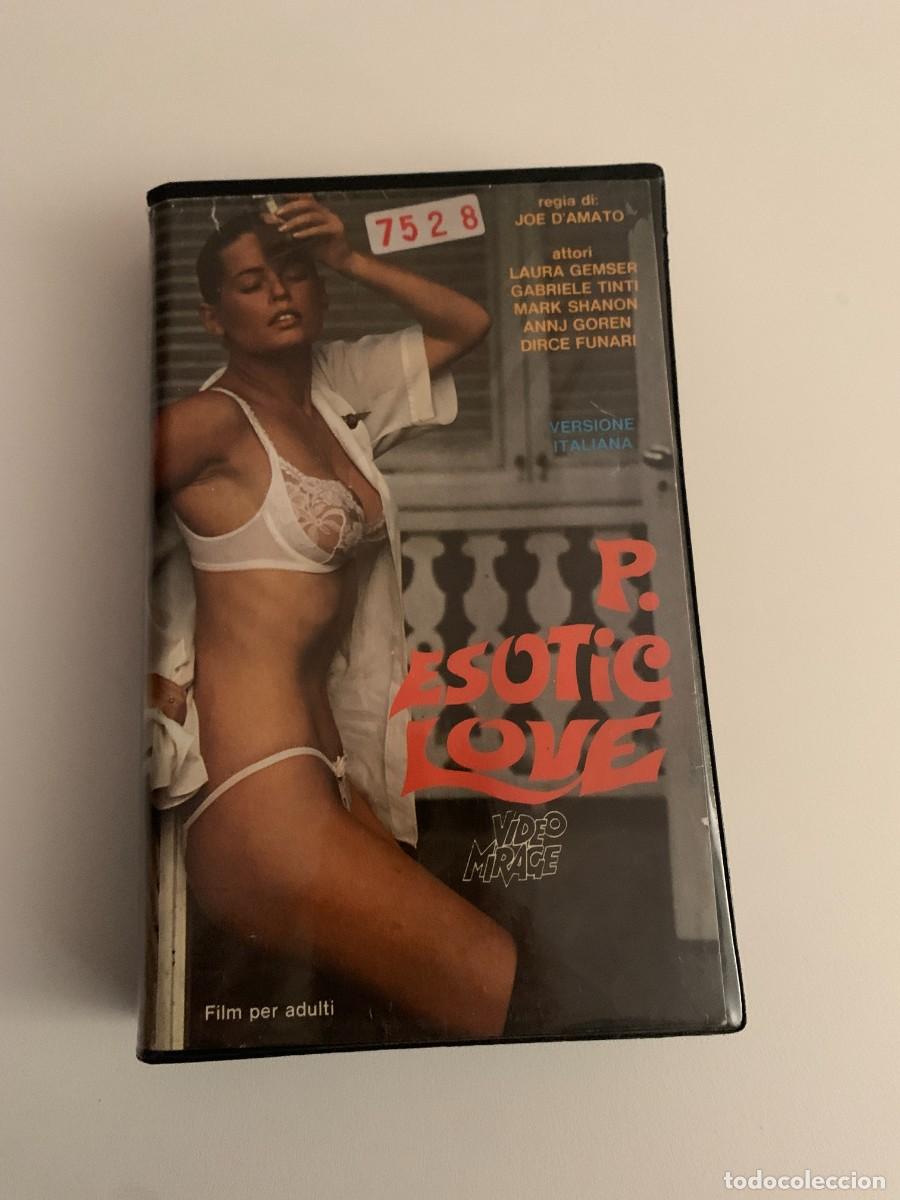 7528
regia di:
JOE D'AMATO
attori
LAURA GEMSER
GABRIELE TINTI
MARK SHANON
ANNJ GOREN
DIRCE FUNARI
VERSIONE
ITALIANA
P.
ESOTIC
LOVE
VIDEO
MIRAGE
Film per adulti
todocoleccion